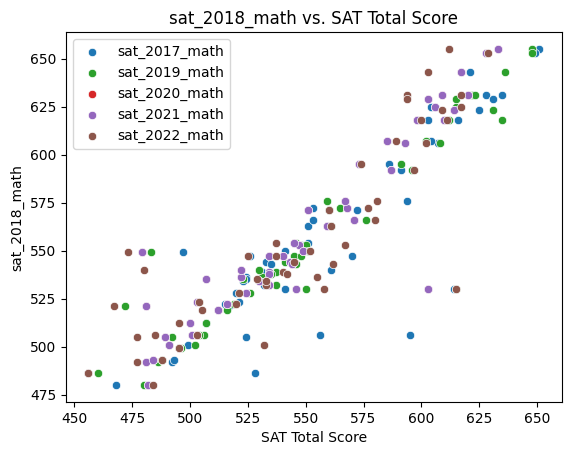 sat_2018_math vs. SAT Total Score
sat_2017_math
sat_2019_math
sat_2020_math
sat_2021_math
sat_2022_math
650
625
600
575
550
525
500
475
sat_2018_math
450 475 500 525 550 575 600 625 650
SAT Total Score